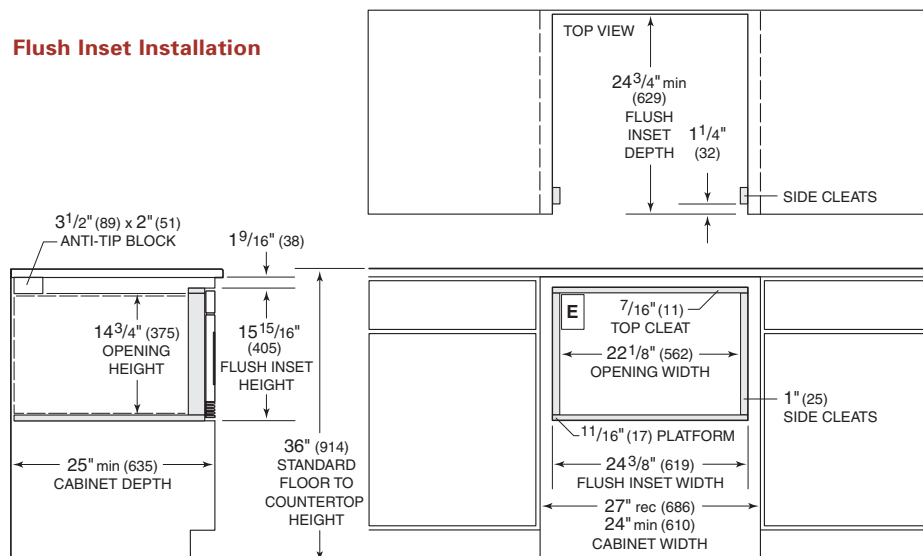 Flush Inset Installation
TOP VIEW
24 3/4" min
(629)
FLUSH
INSET
DEPTH
1 1/4"
(32)
SIDE CLEATS
3 1/2" (89) x 2" (51)
ANTI-TIP BLOCK
1 9/16" (38)
14 3/4" (375)
OPENING
HEIGHT
15 15/16"
(405)
FLUSH INSET
HEIGHT
25" min (635)
CABINET DEPTH
36" (914)
STANDARD
FLOOR TO
COUNTERTOP
HEIGHT
E
7/16" (11)
TOP CLEAT
22 1/8" (562)
OPENING WIDTH
1" (25)
SIDE CLEATS
11/16" (17) PLATFORM
24 3/8" (619)
FLUSH INSET WIDTH
27" rec (686)
24" min (610)
CABINET WIDTH